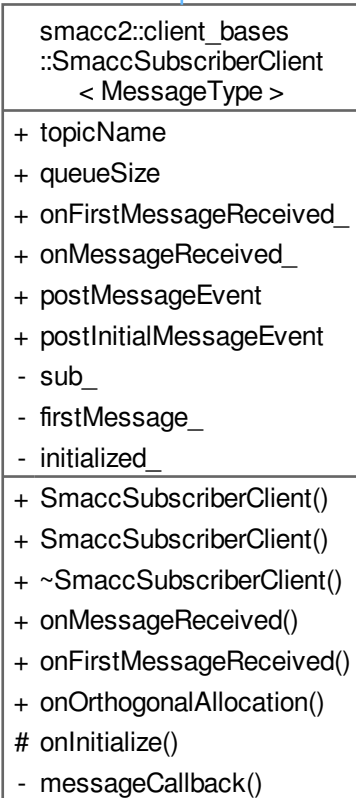 smacc2::client_bases
::SmaccSubscriberClient
< MessageType >
+ topicName
+ queueSize
+ onFirstMessageReceived_
+ onMessageReceived_
+ postMessageEvent
+ postInitialMessageEvent
- sub_
- firstMessage_
- initialized_
+ SmaccSubscriberClient()
+ SmaccSubscriberClient()
+ ~SmaccSubscriberClient()
+ onMessageReceived()
+ onFirstMessageReceived()
+ onOrthogonalAllocation()
# onInitialize()
- messageCallback()